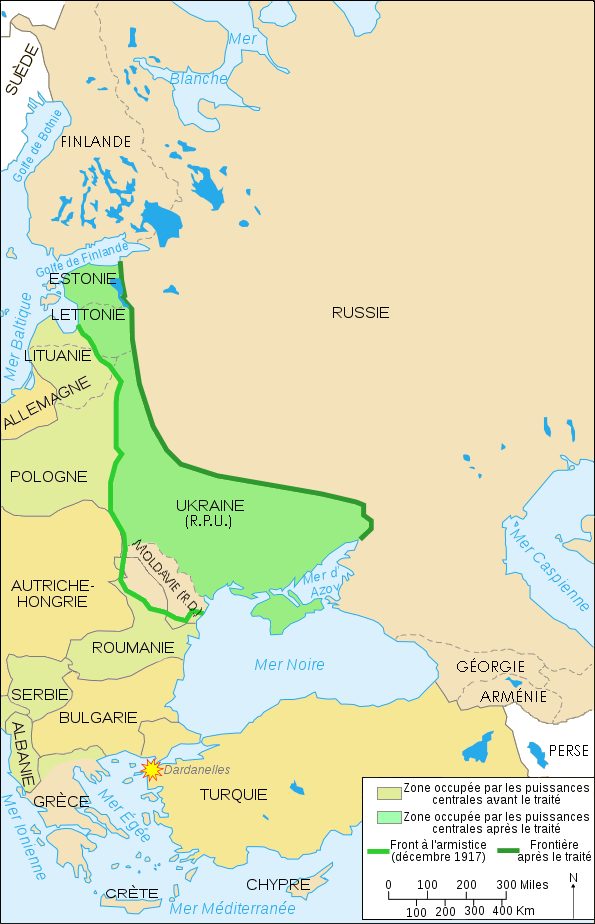 Mer
Blanche
SUÈDE
Golfe de Botnie
FINLANDE
Golfe de Finlande
ESTONIE
Mer Baltique
LETTONIE
RUSSIE
LITUANIE
ALLEMAGNE
POLOGNE
UKRAINE
(R.P.U.)
Mer Caspienne
MOLDAVIE (R.D.)
Mer d'
Azov
AUTRICHE-
HONGRIE
ROUMANIE
Mer Noire
GÉORGIE
ARMÉNIE
SERBIE
BULGARIE
ALBANIE
PERSE
Dardanelles
TURQUIE
GRÈCE
Mer Égée
Mer Ionienne
CRÈTE
CHYPRE
Mer Méditerranée
Zone occupée par les puissances
centrales avant le traité
Zone occupée par les puissances
centrales après le traité
Front à l'armistice
(décembre 1917)
Frontière
après le traité
N
0 100 200 300 Miles
100 200 300 400 Km